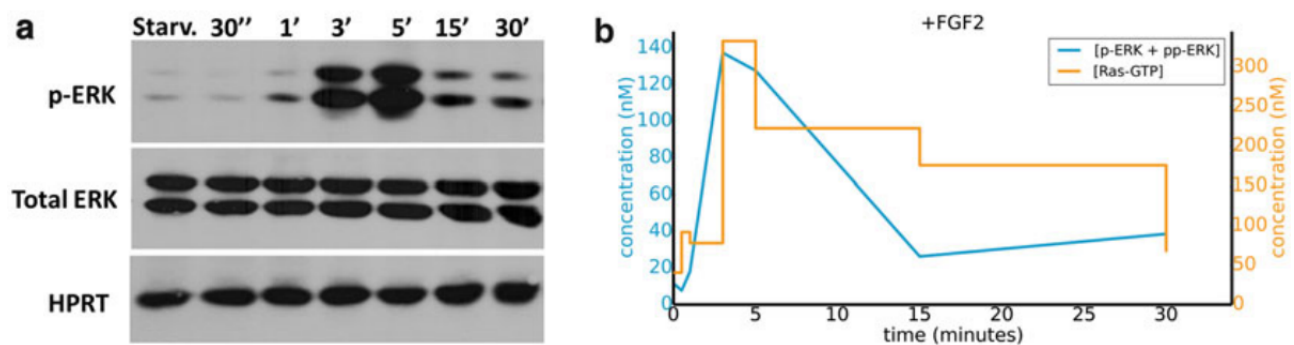 a
Starv. 30'' 1' 3' 5' 15' 30'
p-ERK
Total ERK
HPRT
b
+FGF2
[p-ERK + pp-ERK]
[Ras-GTP]
140
120
100
80
60
40
20
0
concentration (nM)
300
250
200
150
100
50
0
concentration (nM)
0 5 10 15 20 25 30
time (minutes)